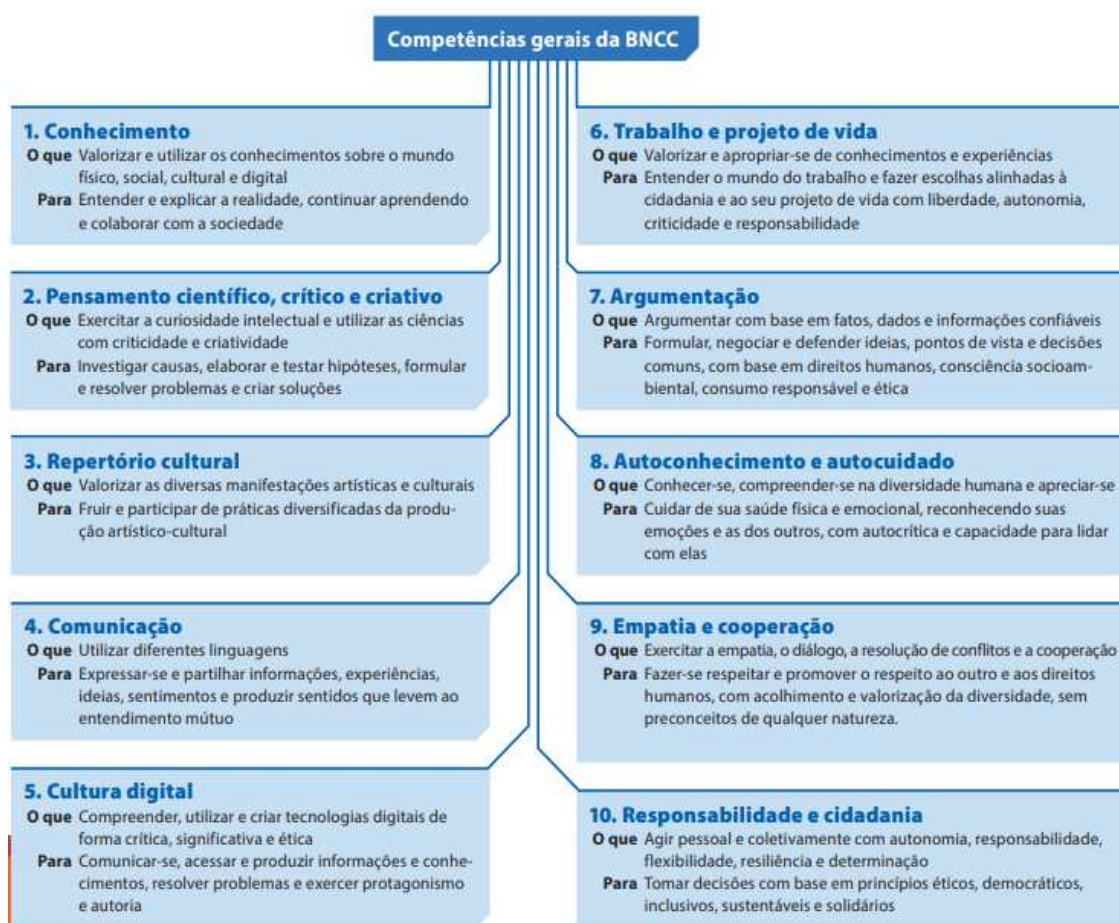 Competências gerais da BNCC
1. Conhecimento
O que Valorizar e utilizar os conhecimentos sobre o mundo
físico, social, cultural e digital
Para Entender e explicar a realidade, continuar aprendendo
e colaborar com a sociedade
2. Pensamento científico, crítico e criativo
O que Exercitar a curiosidade intelectual e utilizar as ciências
com criticidade e criatividade
Para Investigar causas, elaborar e testar hipóteses, formular
e resolver problemas e criar soluções
3. Repertório cultural
O que Valorizar as diversas manifestações artísticas e culturais
Para Fruir e participar de práticas diversificadas da produ-
ção artístico-cultural
4. Comunicação
O que Utilizar diferentes linguagens
Para Expressar-se e partilhar informações, experiências,
ideias, sentimentos e produzir sentidos que levem ao
entendimento mútuo
5. Cultura digital
O que Compreender, utilizar e criar tecnologias digitais de
forma crítica, significativa e ética
Para Comunicar-se, acessar e produzir informações e conhe-
cimentos, resolver problemas e exercer protagonismo
e autoria
6. Trabalho e projeto de vida
O que Valorizar e apropriar-se de conhecimentos e experiências
Para Entender o mundo do trabalho e fazer escolhas alinhadas à
cidadania e ao seu projeto de vida com liberdade, autonomia,
criticidade e responsabilidade
7. Argumentação
O que Argumentar com base em fatos, dados e informações confiáveis
Para Formular, negociar e defender ideias, pontos de vista e decisões
comuns, com base em direitos humanos, consciência socioam-
biental, consumo responsável e ética
8. Autoconhecimento e autocuidado
O que Conhecer-se, compreender-se na diversidade humana e apreciar-se
Para Cuidar de sua saúde física e emocional, reconhecendo suas
emoções e as dos outros, com autocrítica e capacidade para lidar
com elas
9. Empatia e cooperação
O que Exercitar a empatia, o diálogo, a resolução de conflitos e a cooperação
Para Fazer-se respeitar e promover o respeito ao outro e aos direitos
humanos, com acolhimento e valorização da diversidade, sem
preconceitos de qualquer natureza.
10. Responsabilidade e cidadania
O que Agir pessoal e coletivamente com autonomia, responsabilidade,
flexibilidade, resiliência e determinação
Para Tomar decisões com base em princípios éticos, democráticos,
inclusivos, sustentáveis e solidários